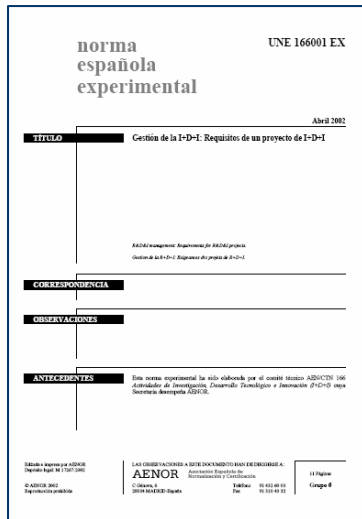 norma
española
experimental
UNE 166001 EX
Abril 2002
TÍTULO
Gestión de la I+D+I: Requisitos de un proyecto de I+D+I
R&D&I management: Requirements for R&D&I projects.
Gestion de la R+D+I: Exigences des projets de R+D+I.
CORRESPONDENCIA
OBSERVACIONES
ANTECEDENTES
Esta norma experimental ha sido elaborada por el comité técnico AEN/CTN 166
Actividades de Investigación, Desarrollo Tecnológico e Innovación (I+D+I) cuya
Secretaría desempeña AENOR.
Editada e impresa por AENOR
Depósito legal: M 17267:2002
© AENOR 2002
Reproducción prohibida
LAS OBSERVACIONES A ESTE DOCUMENTO HAN DE DIRIGIRSE A:
AENOR
Asociación Española de
Normalización y Certificación
C Génova, 6
28004 MADRID-España
Teléfono
Fax
11 Páginas
Grupo 8